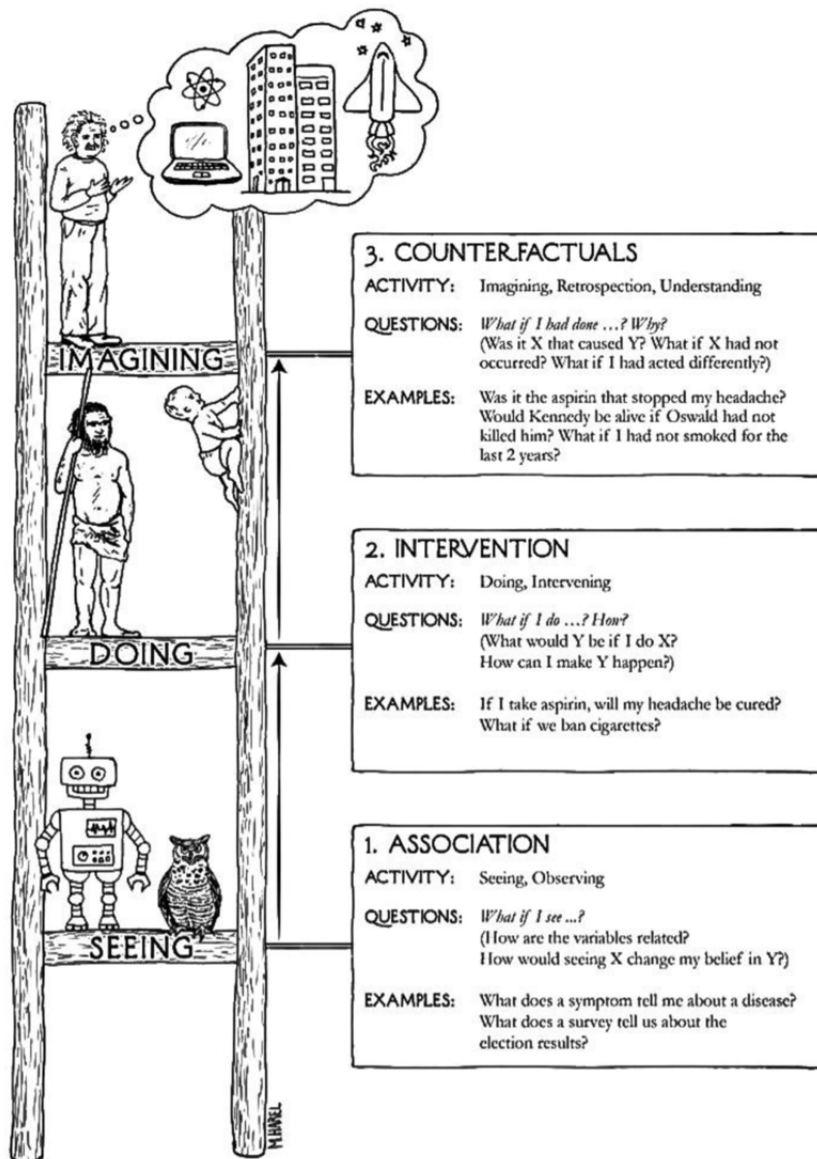 IMAGINING
DOING
SEEING
3. COUNTERFACTUALS
ACTIVITY: Imagining, Retrospection, Understanding
QUESTIONS: What if I had done ...? Why?
(Was it X that caused Y? What if X had not
occurred? What if I had acted differently?)
EXAMPLES: Was it the aspirin that stopped my headache?
Would Kennedy be alive if Oswald had not
killed him? What if I had not smoked for the
last 2 years?
2. INTERVENTION
ACTIVITY: Doing, Intervening
QUESTIONS: What if I do ...? How?
(What would Y be if I do X?
How can I make Y happen?)
EXAMPLES: If I take aspirin, will my headache be cured?
What if we ban cigarettes?
1. ASSOCIATION
ACTIVITY: Seeing, Observing
QUESTIONS: What if I see ...?
(How are the variables related?
How would seeing X change my belief in Y?)
EXAMPLES: What does a symptom tell me about a disease?
What does a survey tell us about the
election results?
M.HAREL